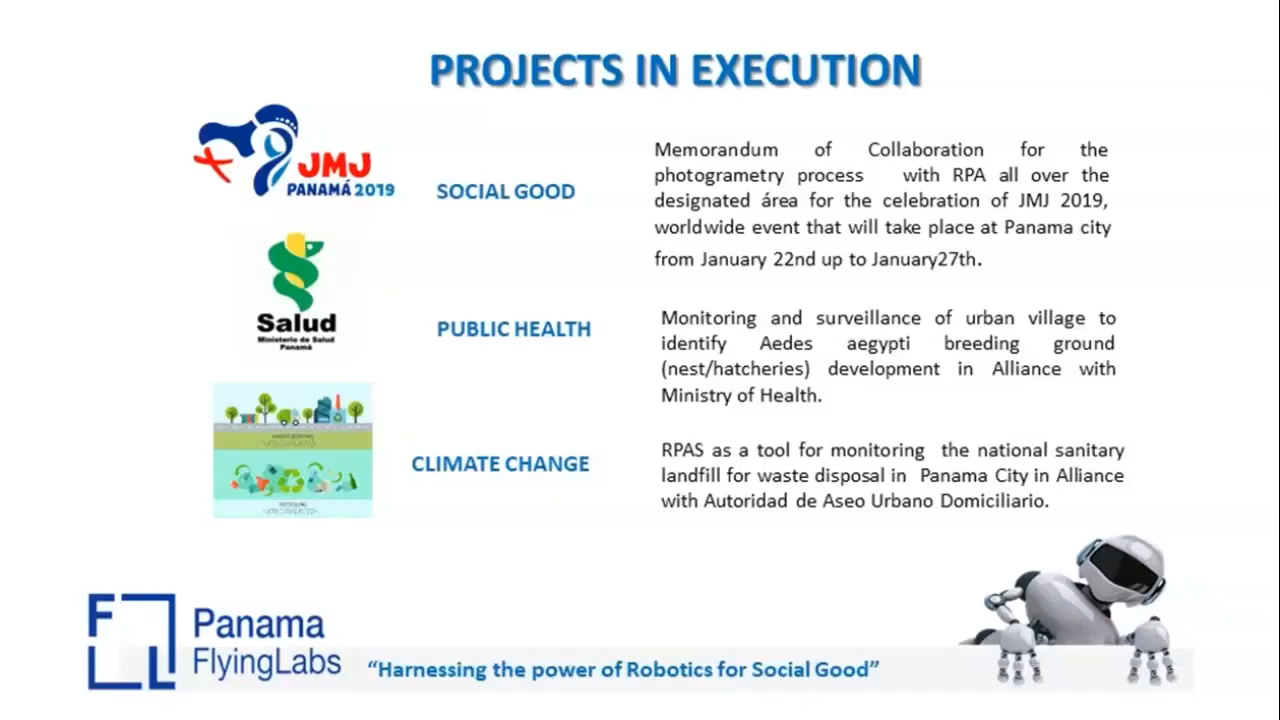 PROJECTS IN EXECUTION
JMJ
PANAMÁ 2019
SOCIAL GOOD
Memorandum of Collaboration for the
photogrametry process with RPA all over the
designated área for the celebration of JMJ 2019,
worldwide event that will take place at Panama city
from January 22nd up to January27th.
Salud
Ministerio de Salud
Panamá
PUBLIC HEALTH
Monitoring and surveillance of urban village to
identify Aedes aegypti breeding ground
(nest/hatcheries) development in Alliance with
Ministry of Health.
CLIMATE CHANGE
RPAS as a tool for monitoring the national sanitary
landfill for waste disposal in Panama City in Alliance
with Autoridad de Aseo Urbano Domiciliario.
F L
Panama
FlyingLabs
“Harnessing the power of Robotics for Social Good”